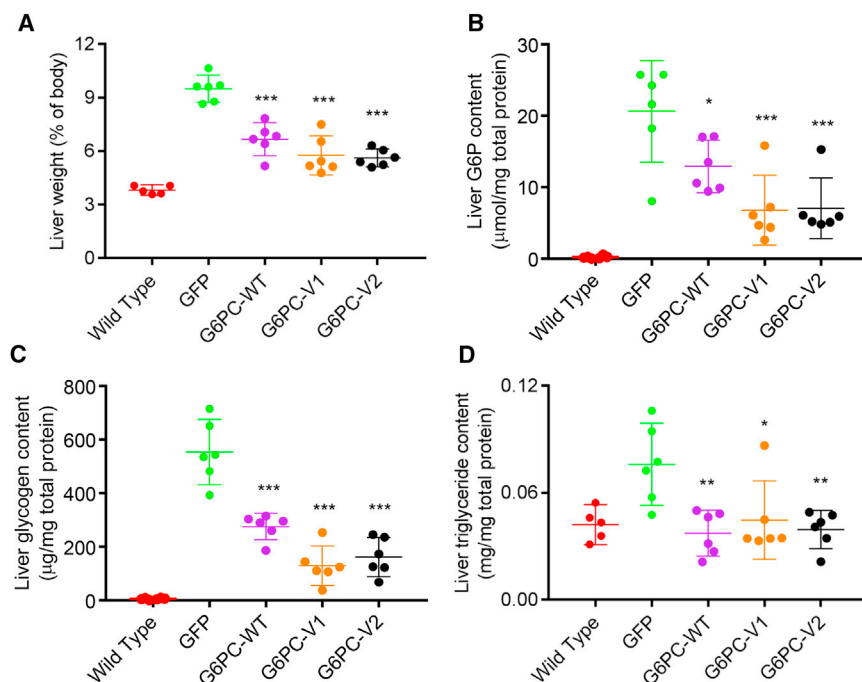 A
Liver weight (% of body)
12
9
6
3
0
***
***
***
Wild Type
GFP
G6PC-WT
G6PC-V1
G6PC-V2
B
Liver G6P content
(μmol/mg total protein)
30
20
10
0
*
***
***
Wild Type
GFP
G6PC-WT
G6PC-V1
G6PC-V2
C
Liver glycogen content
(μg/mg total protein)
800
600
400
200
0
***
***
***
Wild Type
GFP
G6PC-WT
G6PC-V1
G6PC-V2
D
Liver triglyceride content
(mg/mg total protein)
0.12
0.06
0.00
**
*
**
Wild Type
GFP
G6PC-WT
G6PC-V1
G6PC-V2